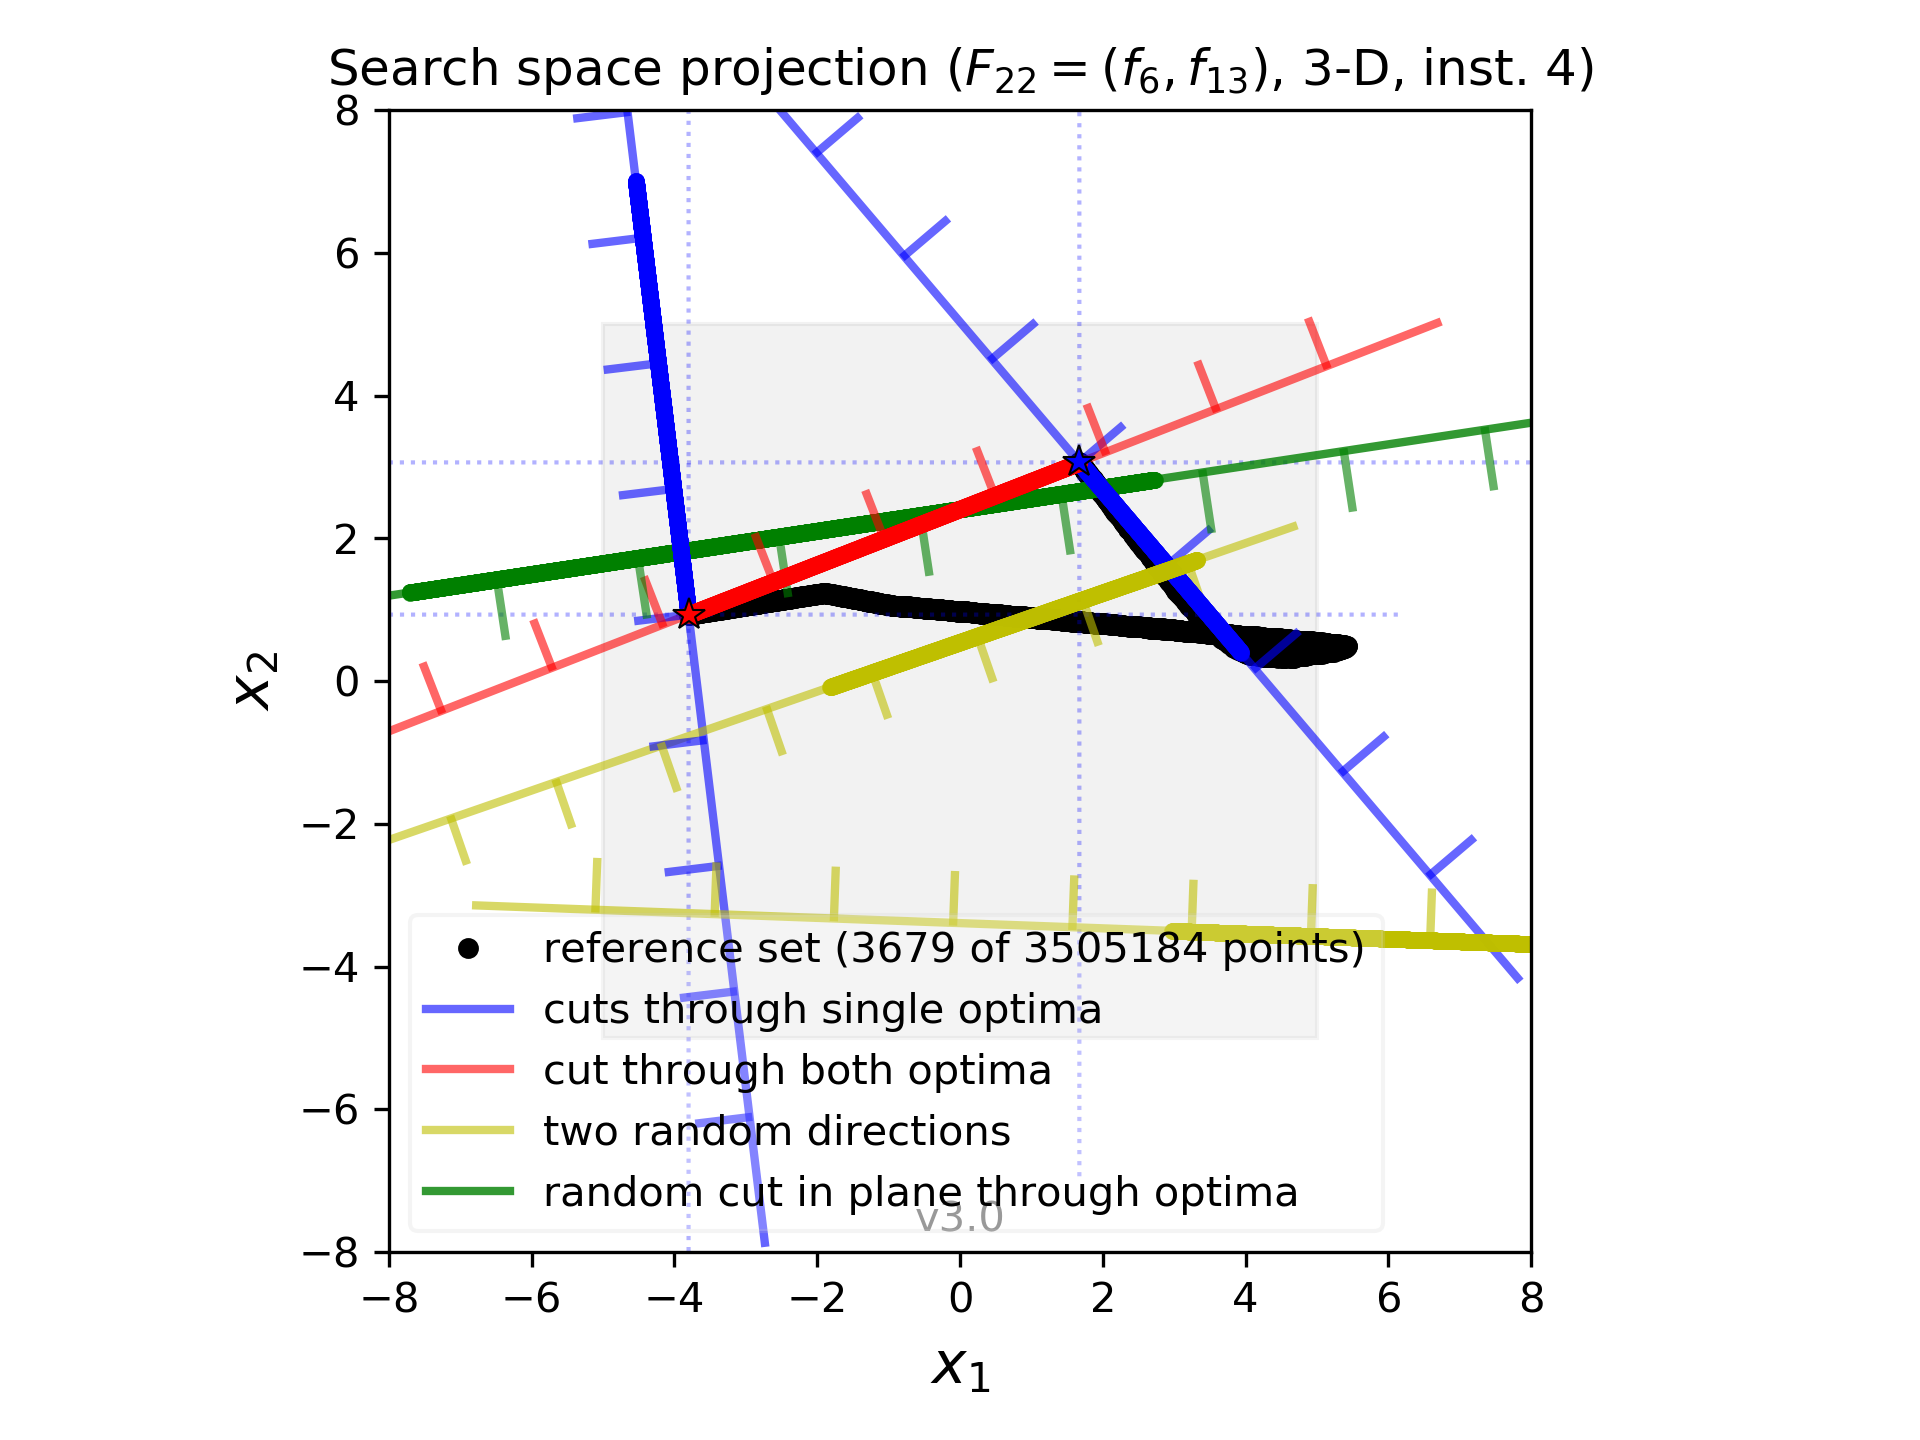 Search space projection (F22 = (f6, f13), 3-D, inst. 4)
8
6
4
2
0
−2
−4
−6
−8
x2
reference set (3679 of 3505184 points)
cuts through single optima
cut through both optima
two random directions
random cut in plane through optima
v3.0
−8 −6 −4 −2 0 2 4 6 8
x1